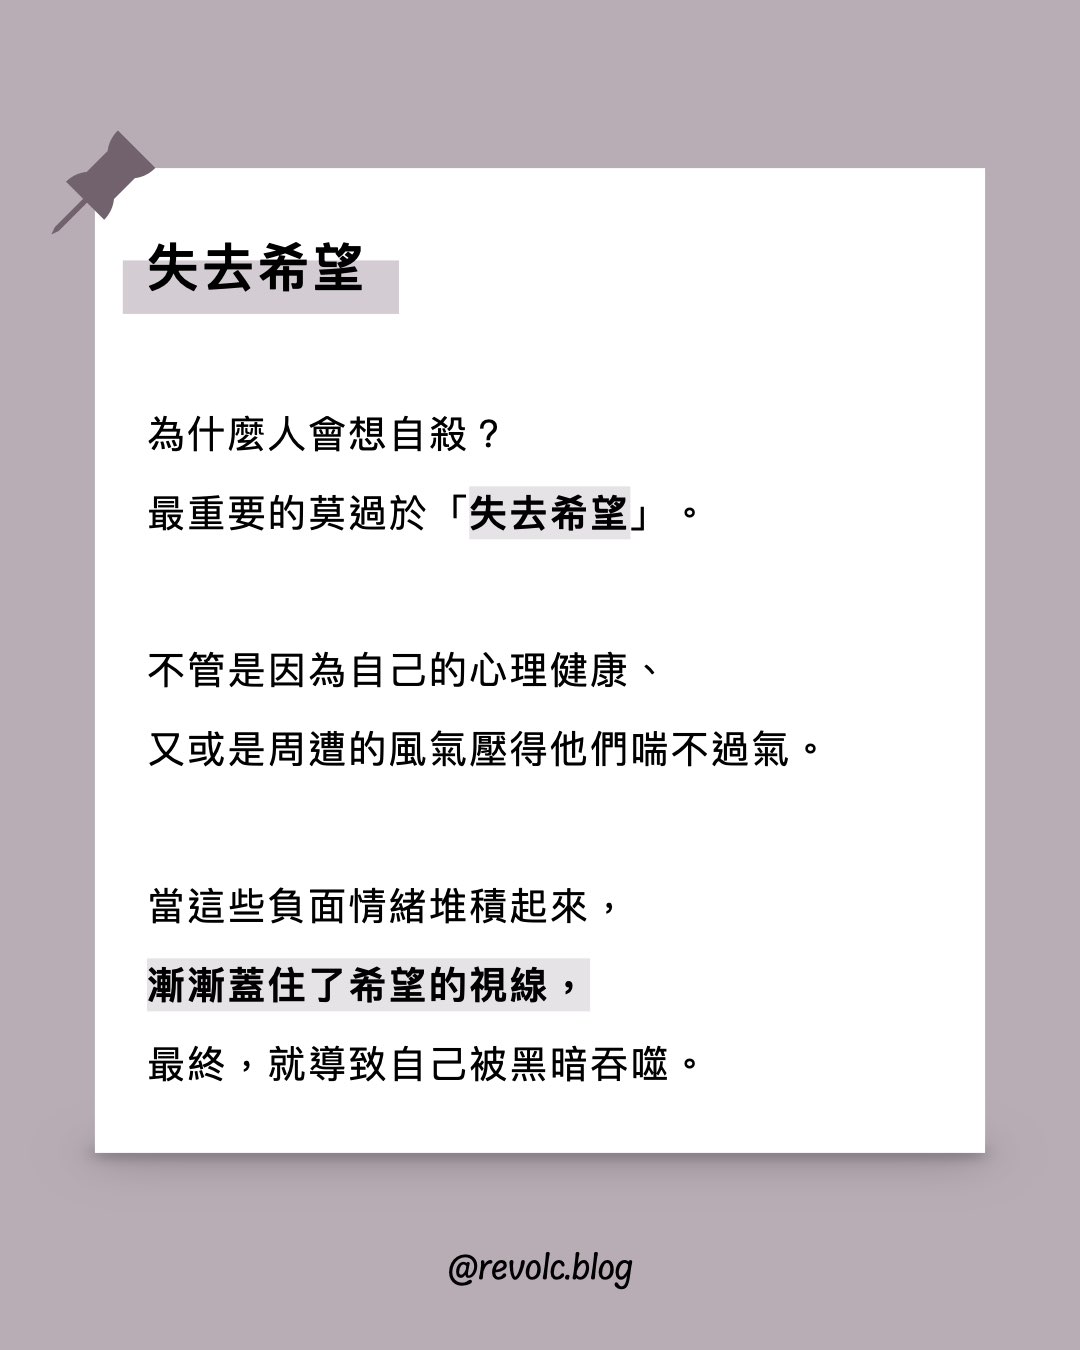 失去希望
為什麼人會想自殺？
最重要的莫過於「失去希望」。
不管是因為自己的心理健康、
又或是周遭的風氣壓得他們喘不過氣。
當這些負面情緒堆積起來，
漸漸蓋住了希望的視線，
最終，就導致自己被黑暗吞噬。
@revolc.blog